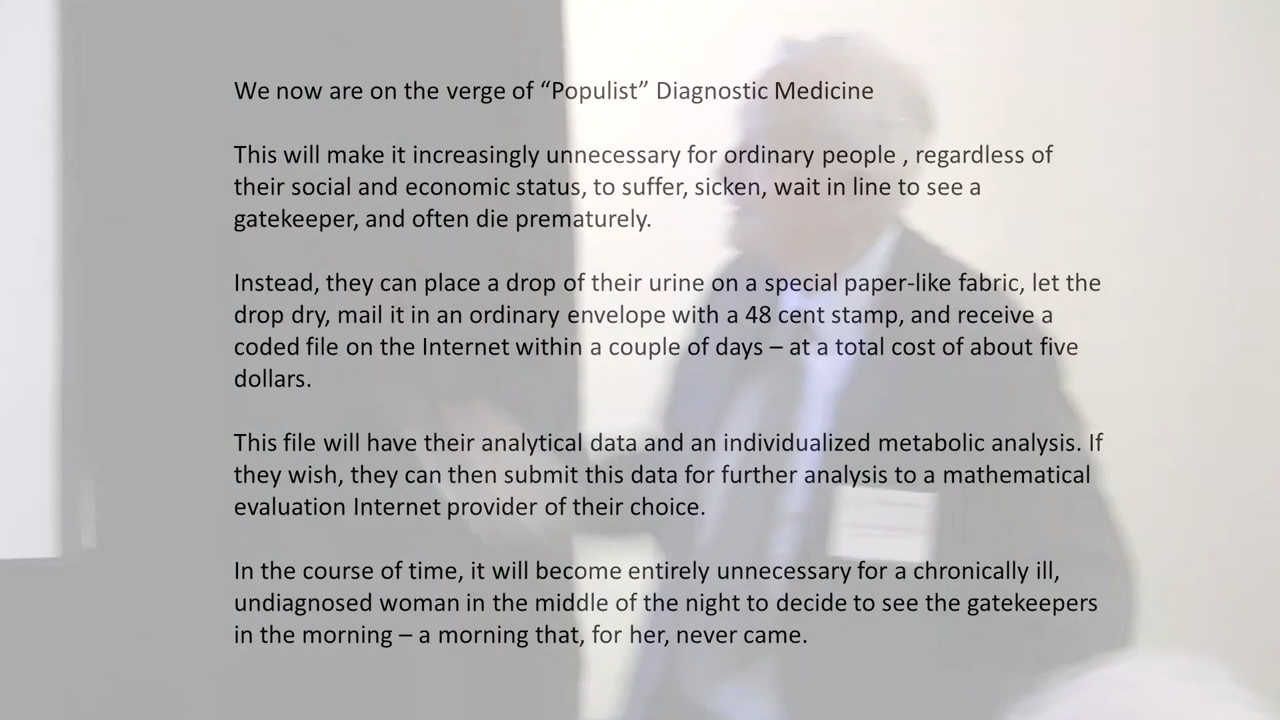 We now are on the verge of “Populist” Diagnostic Medicine
This will make it increasingly unnecessary for ordinary people , regardless of
their social and economic status, to suffer, sicken, wait in line to see a
gatekeeper, and often die prematurely.
Instead, they can place a drop of their urine on a special paper-like fabric, let the
drop dry, mail it in an ordinary envelope with a 48 cent stamp, and receive a
coded file on the Internet within a couple of days – at a total cost of about five
dollars.
This file will have their analytical data and an individualized metabolic analysis. If
they wish, they can then submit this data for further analysis to a mathematical
evaluation Internet provider of their choice.
In the course of time, it will become entirely unnecessary for a chronically ill,
undiagnosed woman in the middle of the night to decide to see the gatekeepers
in the morning – a morning that, for her, never came.